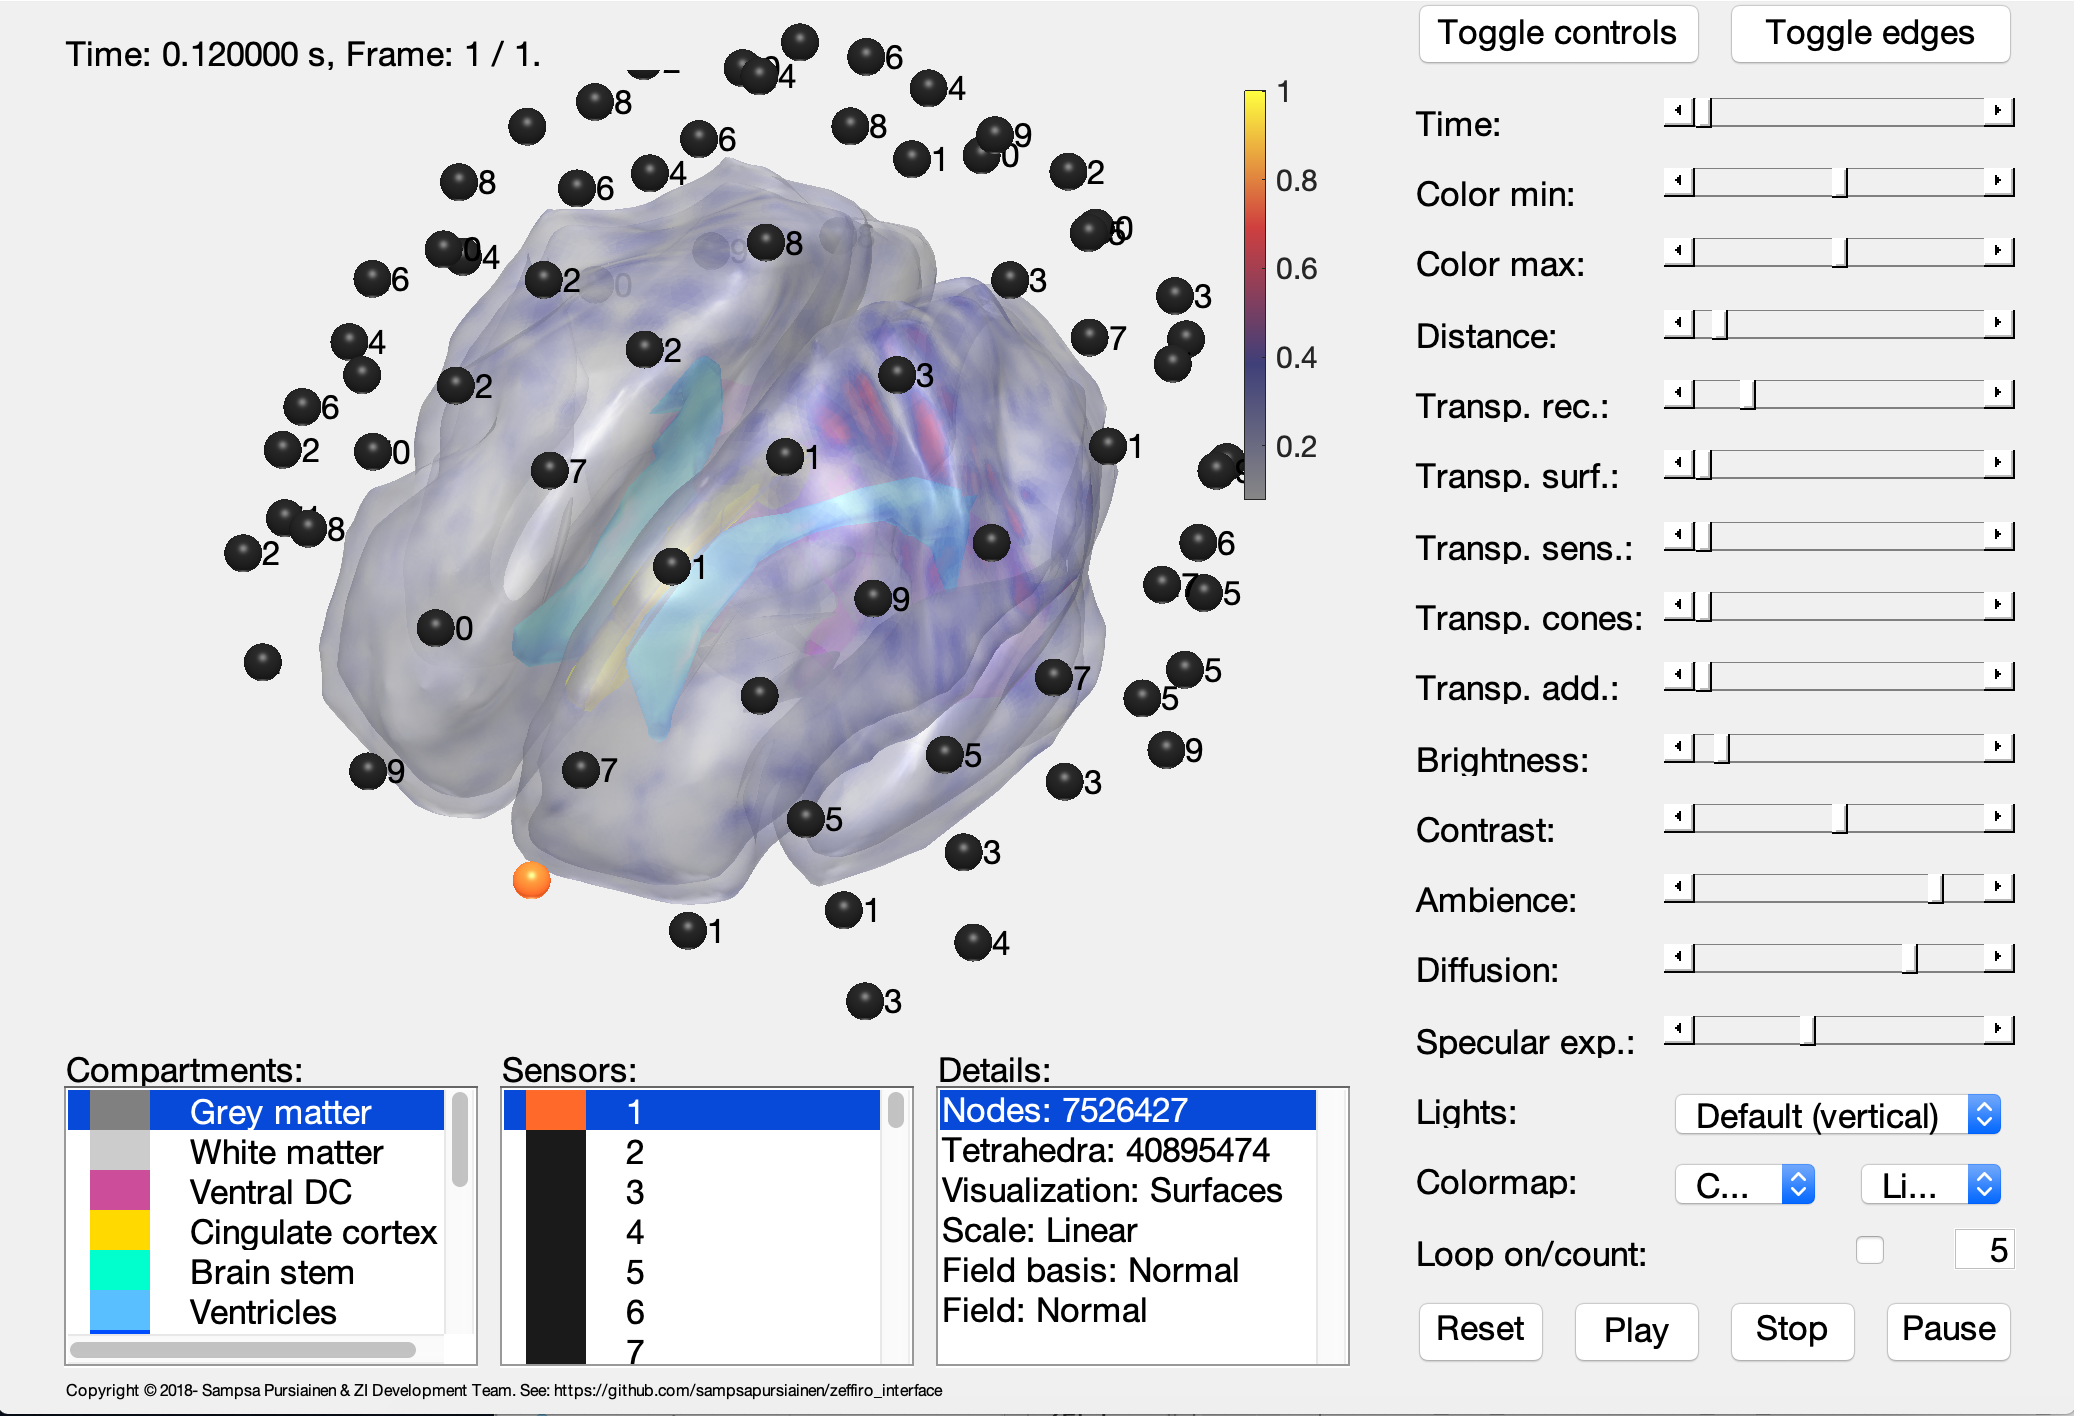 Time: 0.120000 s, Frame: 1 / 1.
Toggle controls
Toggle edges
1
0.8
0.6
0.4
0.2
Time:
Color min:
Color max:
Distance:
Transp. rec.:
Transp. surf.:
Transp. sens.:
Transp. cones:
Transp. add.:
Brightness:
Contrast:
Ambience:
Diffusion:
Specular exp.:
Lights:
Default (vertical)
Colormap:
C...
Li...
Loop on/count:
5
Reset
Play
Stop
Pause
Compartments:
Grey matter
White matter
Ventral DC
Cingulate cortex
Brain stem
Ventricles
Sensors:
1
2
3
4
5
6
7
Details:
Nodes: 7526427
Tetrahedra: 40895474
Visualization: Surfaces
Scale: Linear
Field basis: Normal
Field: Normal
Copyright © 2018- Sampsa Pursiainen & ZI Development Team. See: https://github.com/sampsapursiainen/zeffiro_interface